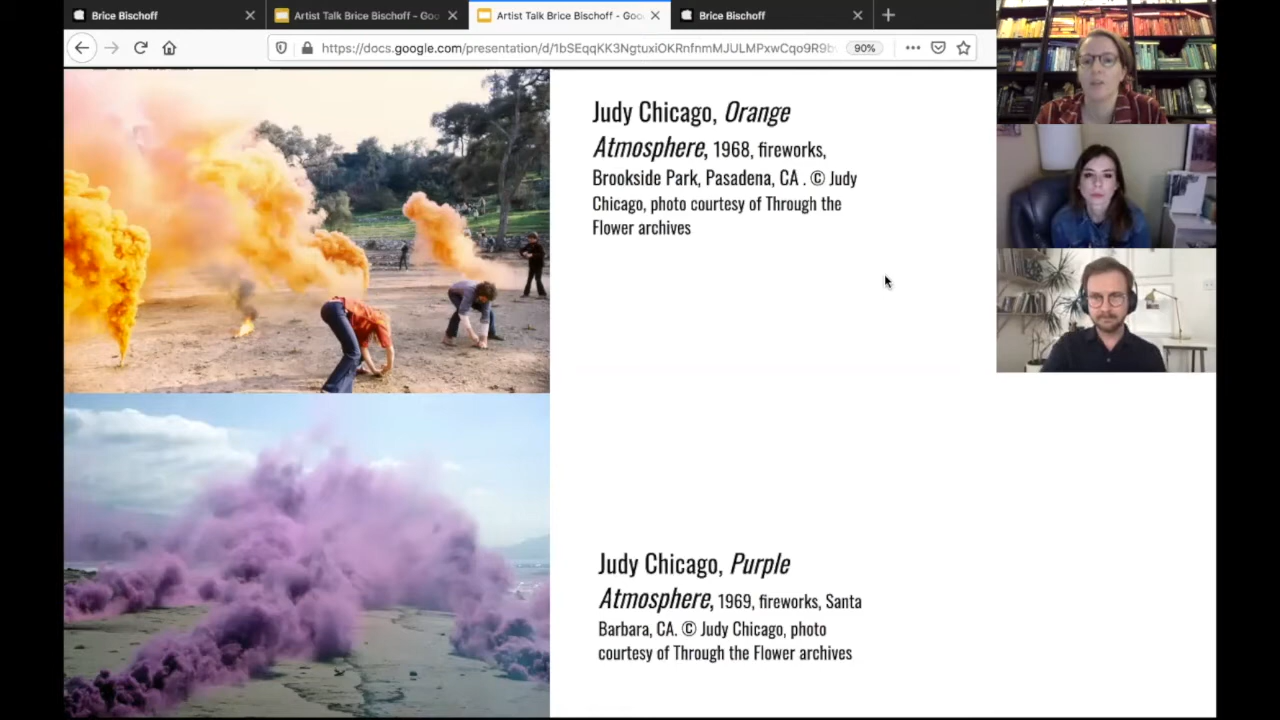 Brice Bischoff
Artist Talk Brice Bischoff - Goo
Artist Talk Brice Bischoff - Goo
Brice Bischoff
https://docs.google.com/presentation/d/1bSEqqKK3NgtuxiOKRnfnmMJULMPxwCqo9R9b
90%
Judy Chicago, Orange
Atmosphere, 1968, fireworks,
Brookside Park, Pasadena, CA . © Judy
Chicago, photo courtesy of Through the
Flower archives
Judy Chicago, Purple
Atmosphere, 1969, fireworks, Santa
Barbara, CA. © Judy Chicago, photo
courtesy of Through the Flower archives